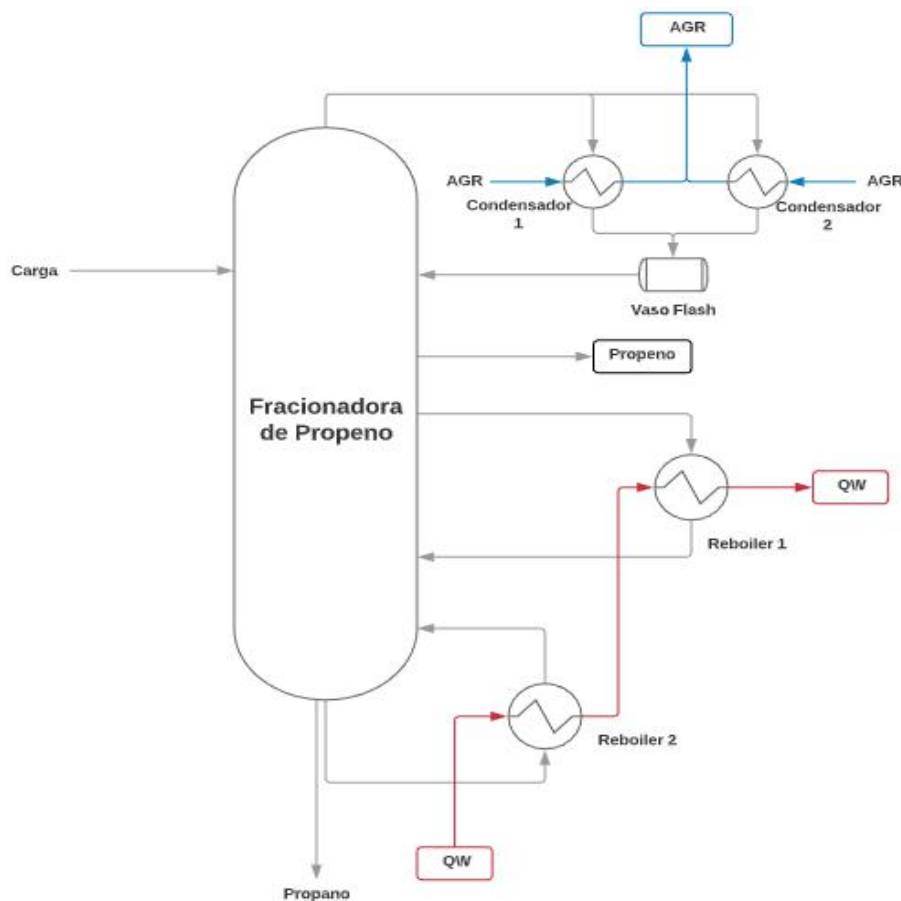 AGR
AGR
Condensador
1
AGR
Condensador
2
Carga
Vaso Flash
Propeno
Fracionadora
de Propeno
QW
Reboiler 1
Reboiler 2
QW
Propano